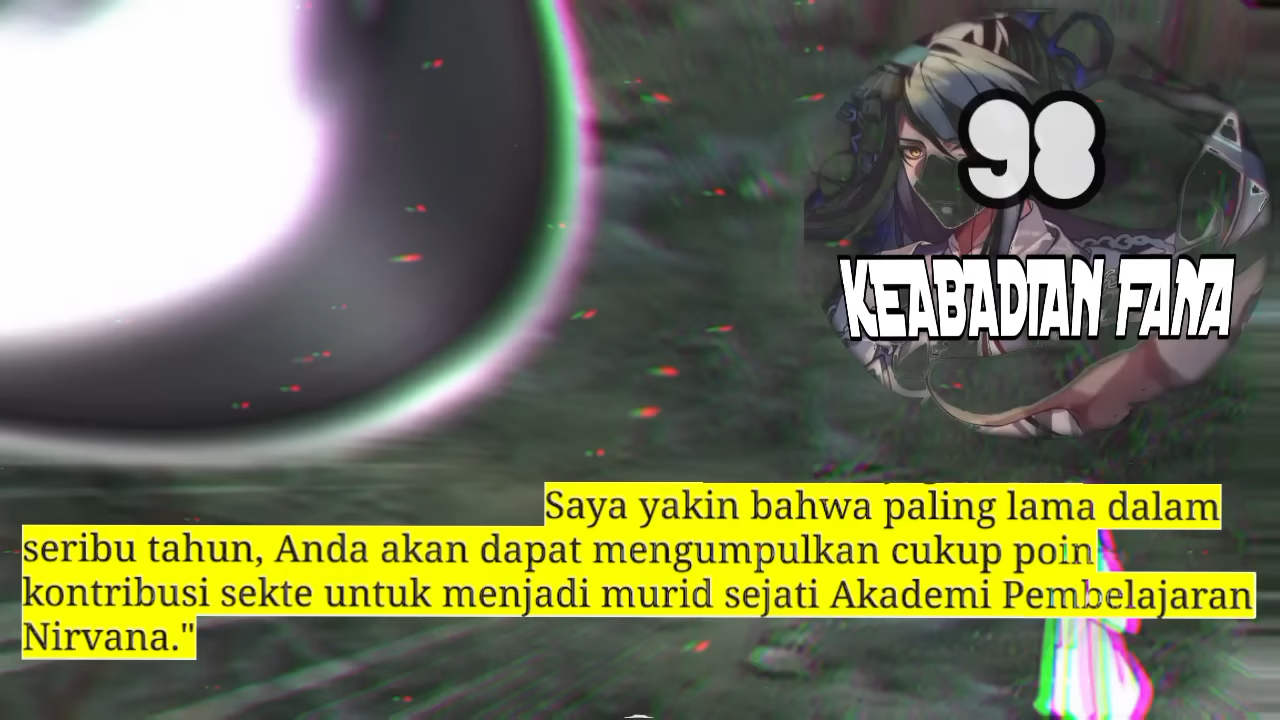 98
KEABADIAN FANA
Saya yakin bahwa paling lama dalam
seribu tahun, Anda akan dapat mengumpulkan cukup poin
kontribusi sekte untuk menjadi murid sejati Akademi Pembelajaran
Nirvana."